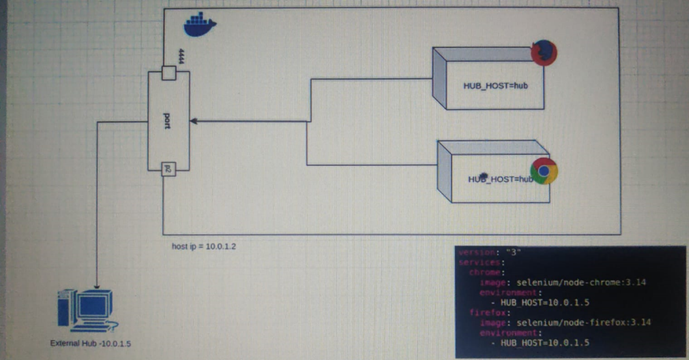 4444
port
HUB_HOST=hub
HUB_HOST=hub
host ip = 10.0.1.2
External Hub -10.0.1.5
version: "3"
services:
chrome:
image: selenium/node-chrome:3.14
environment:
- HUB_HOST=10.0.1.5
firefox:
image: selenium/node-firefox:3.14
environment:
- HUB_HOST=10.0.1.5